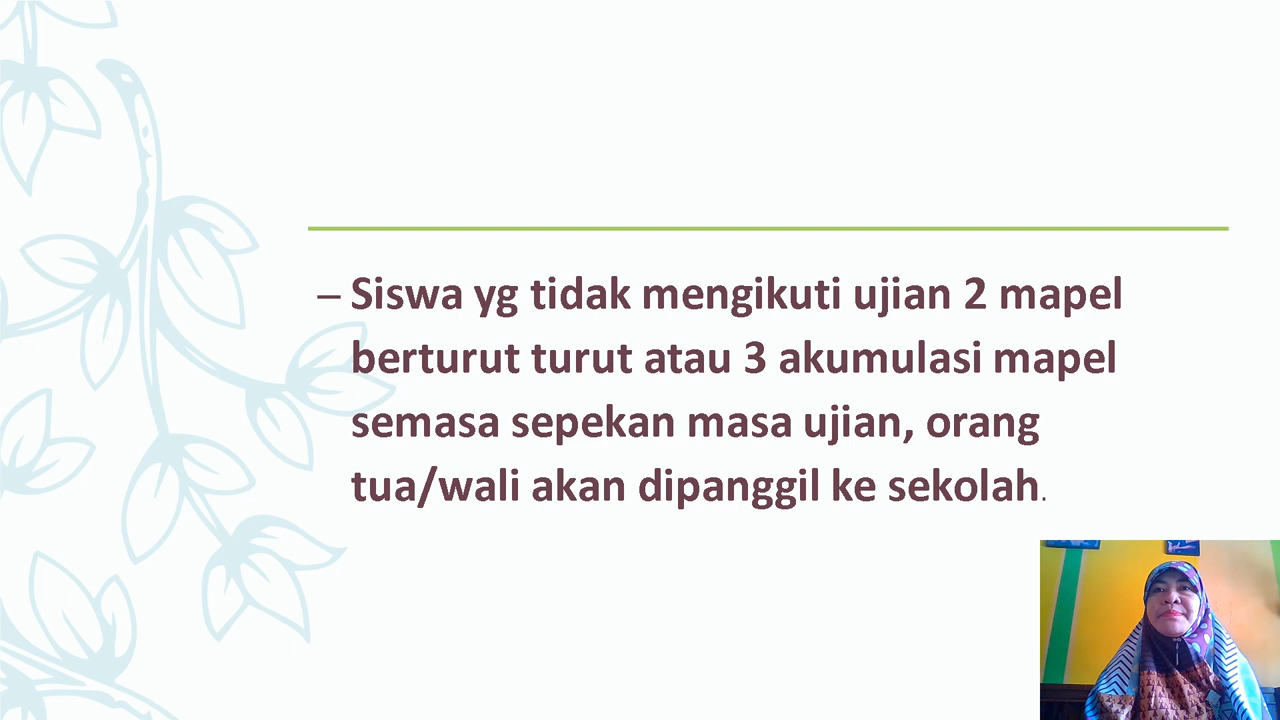 – Siswa yg tidak mengikuti ujian 2 mapel
berturut turut atau 3 akumulasi mapel
semasa sepekan masa ujian, orang
tua/wali akan dipanggil ke sekolah.